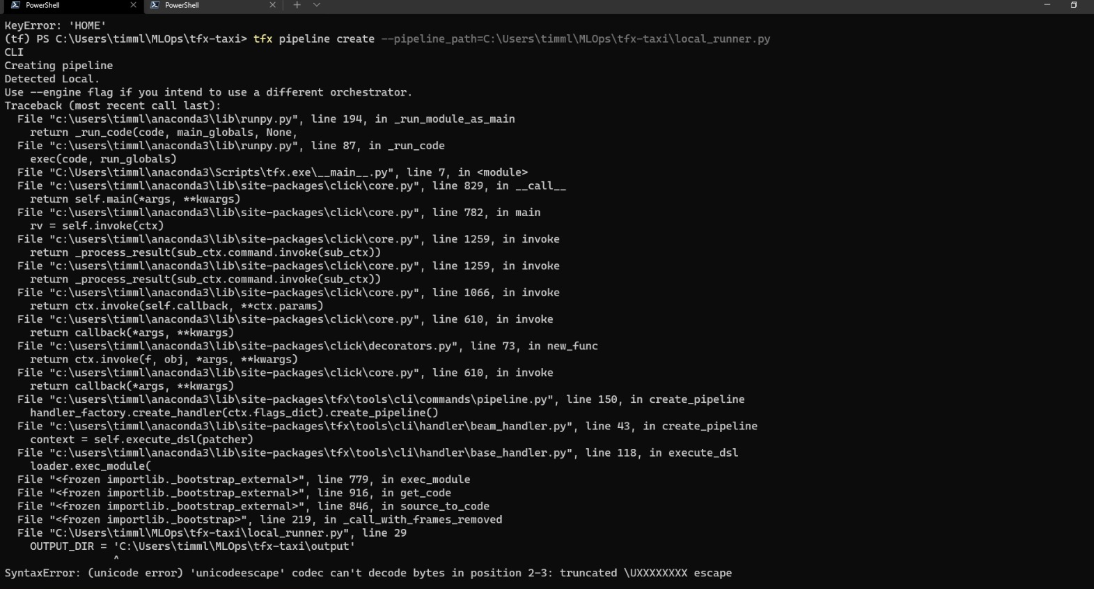 PowerShell
PowerShell
KeyError: 'HOME'
(tf) PS C:\Users\timml\MLOps\tfx-taxi> tfx pipeline create --pipeline_path=C:\Users\timml\MLOps\tfx-taxi\local_runner.py
CLI
Creating pipeline
Detected Local.
Use --engine flag if you intend to use a different orchestrator.
Traceback (most recent call last):
  File "c:\users\timml\anaconda3\lib\runpy.py", line 194, in _run_module_as_main
    return _run_code(code, main_globals, None,
  File "c:\users\timml\anaconda3\lib\runpy.py", line 87, in _run_code
    exec(code, run_globals)
  File "C:\Users\timml\anaconda3\Scripts\tfx.exe\__main__.py", line 7, in <module>
  File "c:\users\timml\anaconda3\lib\site-packages\click\core.py", line 829, in __call__
    return self.main(*args, **kwargs)
  File "c:\users\timml\anaconda3\lib\site-packages\click\core.py", line 782, in main
    rv = self.invoke(ctx)
  File "c:\users\timml\anaconda3\lib\site-packages\click\core.py", line 1259, in invoke
    return _process_result(sub_ctx.command.invoke(sub_ctx))
  File "c:\users\timml\anaconda3\lib\site-packages\click\core.py", line 1259, in invoke
    return _process_result(sub_ctx.command.invoke(sub_ctx))
  File "c:\users\timml\anaconda3\lib\site-packages\click\core.py", line 1066, in invoke
    return ctx.invoke(self.callback, **ctx.params)
  File "c:\users\timml\anaconda3\lib\site-packages\click\core.py", line 610, in invoke
    return callback(*args, **kwargs)
  File "c:\users\timml\anaconda3\lib\site-packages\click\decorators.py", line 73, in new_func
    return ctx.invoke(f, obj, *args, **kwargs)
  File "c:\users\timml\anaconda3\lib\site-packages\click\core.py", line 610, in invoke
    return callback(*args, **kwargs)
  File "c:\users\timml\anaconda3\lib\site-packages\tfx\tools\cli\commands\pipeline.py", line 150, in create_pipeline
    handler_factory.create_handler(ctx.flags_dict).create_pipeline()
  File "c:\users\timml\anaconda3\lib\site-packages\tfx\tools\cli\handler\beam_handler.py", line 43, in create_pipeline
    context = self.execute_dsl(patcher)
  File "c:\users\timml\anaconda3\lib\site-packages\tfx\tools\cli\handler\base_handler.py", line 118, in execute_dsl
    loader.exec_module(
  File "<frozen importlib._bootstrap_external>", line 779, in exec_module
  File "<frozen importlib._bootstrap_external>", line 916, in get_code
  File "<frozen importlib._bootstrap_external>", line 846, in source_to_code
  File "<frozen importlib._bootstrap>", line 219, in _call_with_frames_removed
  File "C:\Users\timml\MLOps\tfx-taxi\local_runner.py", line 29
    OUTPUT_DIR = 'C:\Users\timml\MLOps\tfx-taxi\output'
                 ^
SyntaxError: (unicode error) 'unicodeescape' codec can't decode bytes in position 2-3: truncated \UXXXXXXXX escape